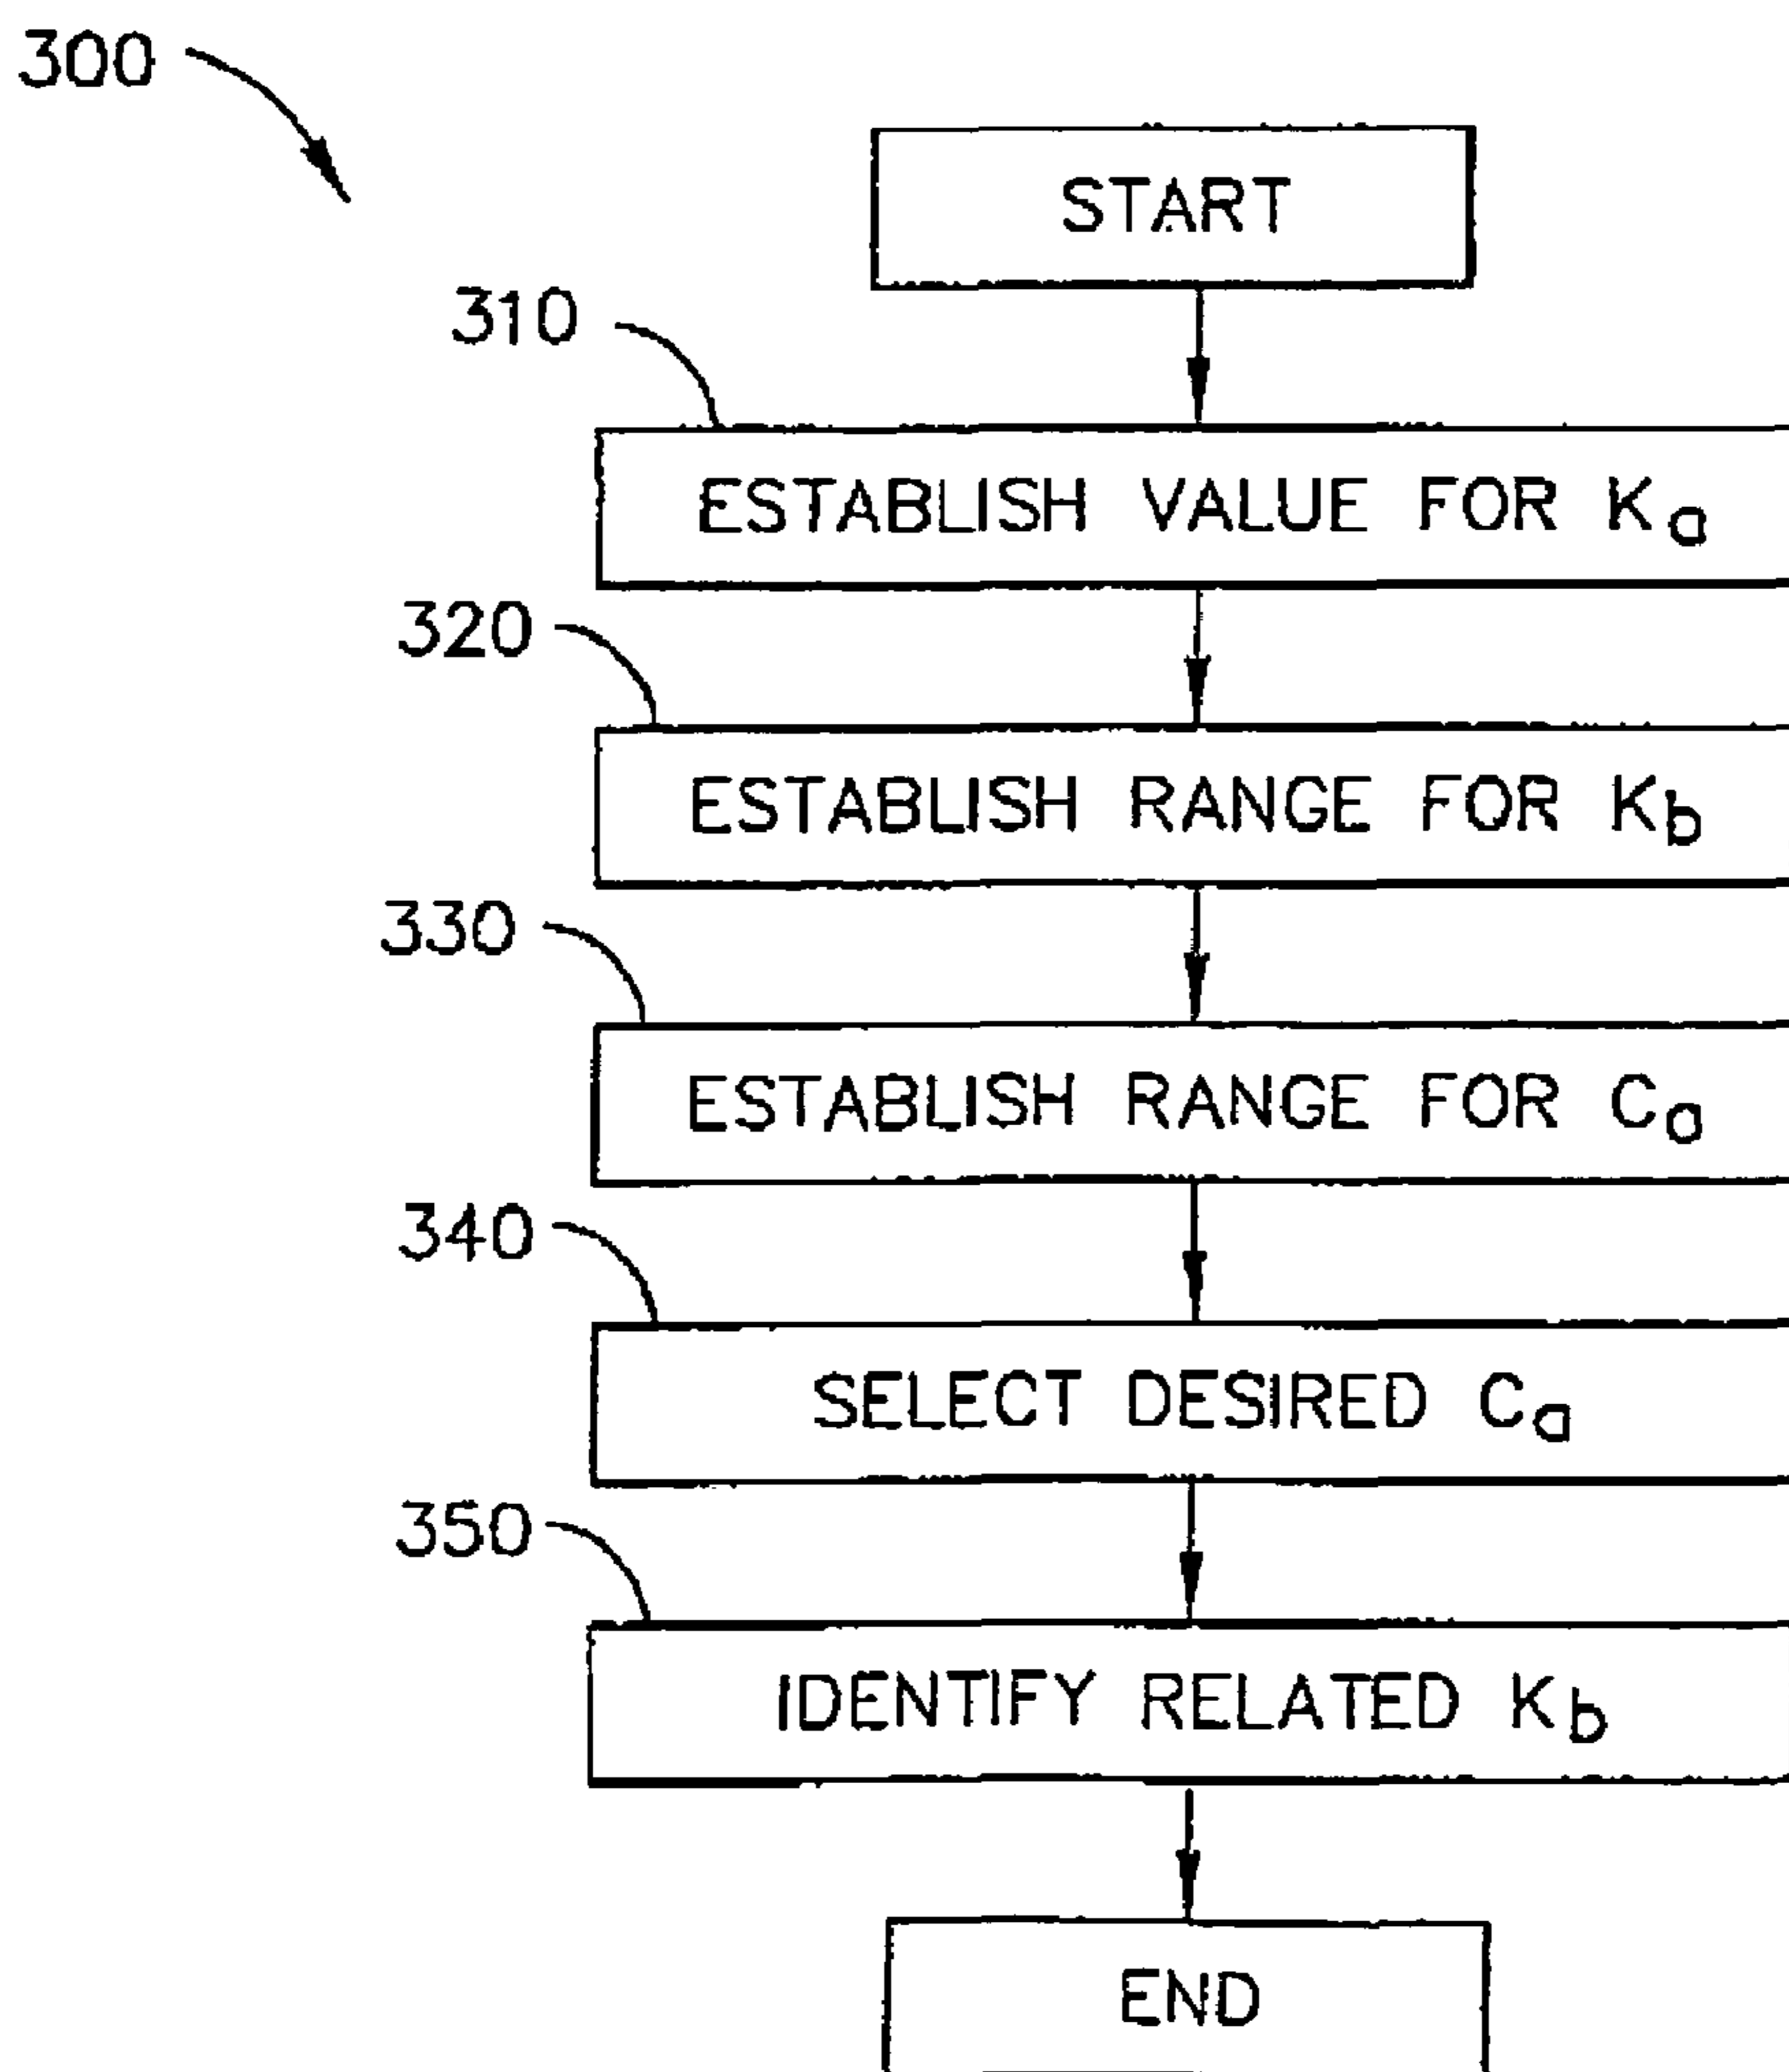 300
START
310
ESTABLISH VALUE FOR Ka
320
ESTABLISH RANGE FOR Kb
330
ESTABLISH RANGE FOR Co
340
SELECT DESIRED Ca
350
IDENTIFY RELATED Kb
END